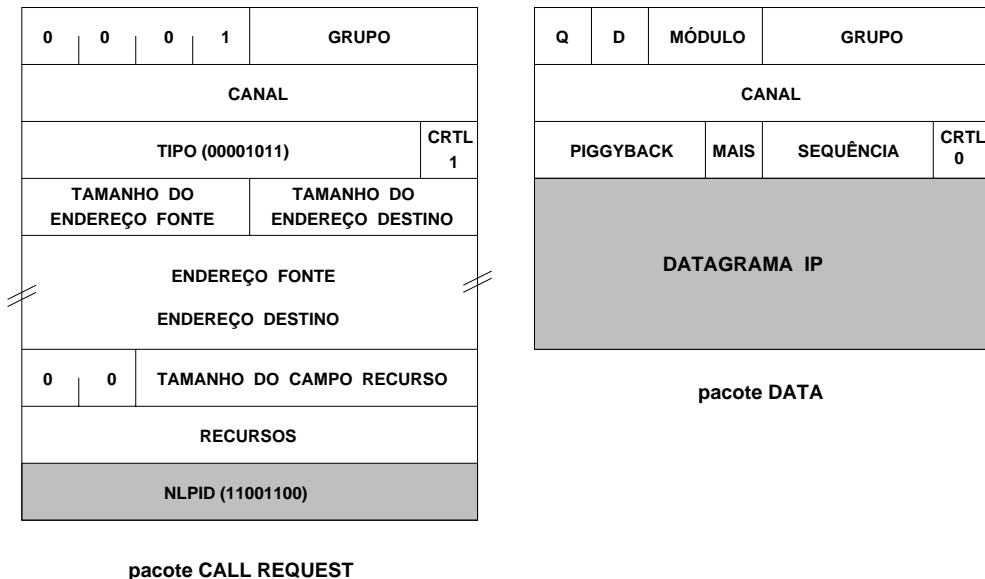 0 0 0 1 GRUPO
CANAL
TIPO (00001011) CRTL 1
TAMANHO DO ENDEREÇO FONTE
TAMANHO DO ENDEREÇO DESTINO
ENDEREÇO FONTE
ENDEREÇO DESTINO
0 0 TAMANHO DO CAMPO RECURSO
RECURSOS
NLPID (11001100)
pacote CALL REQUEST
Q D MÓDULO GRUPO
CANAL
PIGGYBACK MAIS SEQUÊNCIA CRTL 0
DATAGRAMA IP
pacote DATA